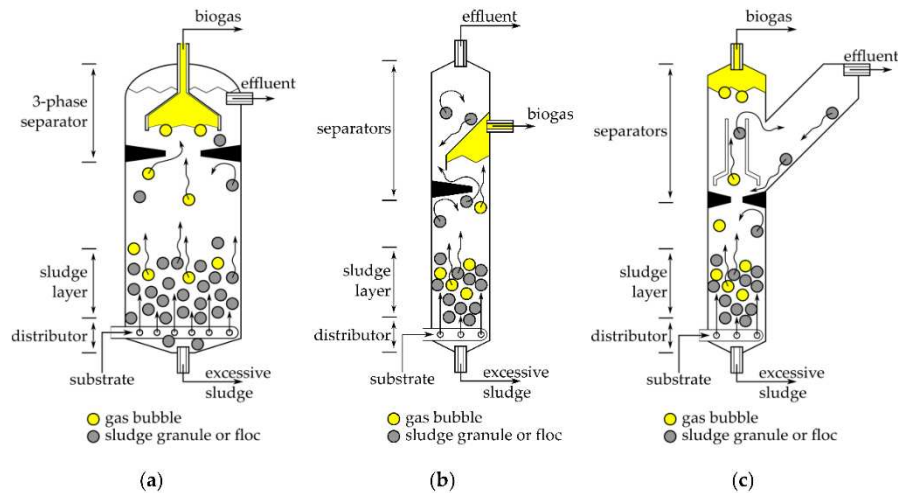 biogas
effluent
3-phase
separator
sludge
layer
distributor
substrate
excessive
sludge
gas bubble
sludge granule or floc
(a)
effluent
biogas
separators
sludge
layer
distributor
substrate
excessive
sludge
gas bubble
sludge granule or floc
(b)
biogas
effluent
separators
sludge
layer
distributor
substrate
excessive
sludge
gas bubble
sludge granule or floc
(c)